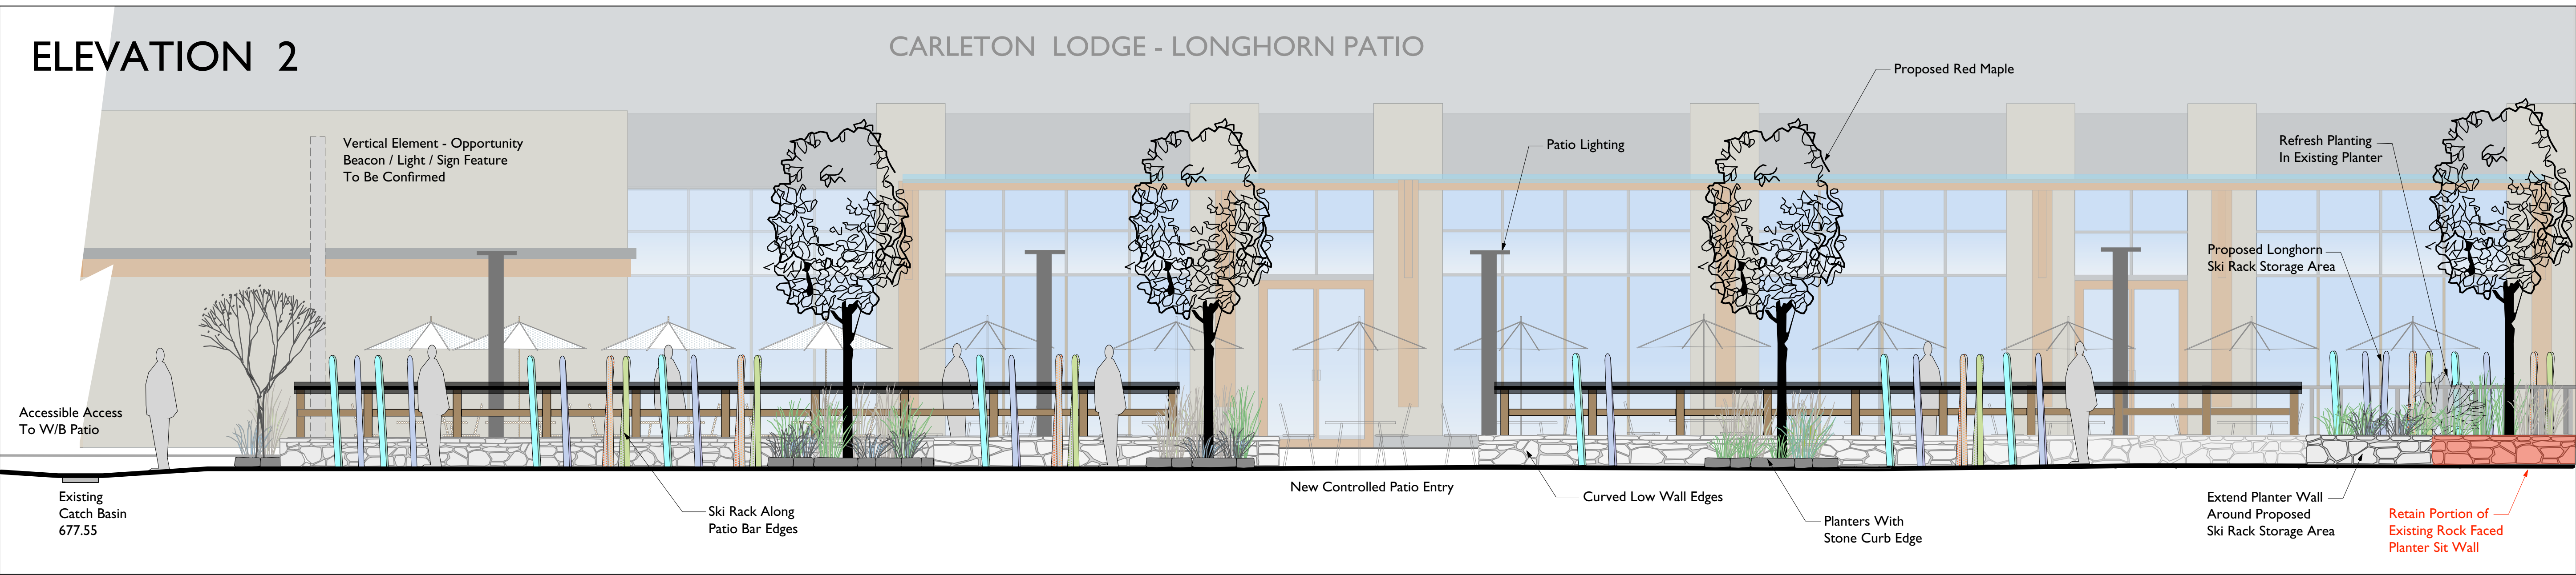 ELEVATION 2
CARLETON LODGE - LONGHORN PATIO
Proposed Red Maple
Vertical Element - Opportunity
Beacon / Light / Sign Feature
To Be Confirmed
Patio Lighting
Refresh Planting
In Existing Planter
Proposed Longhorn
Ski Rack Storage Area
Accessible Access
To W/B Patio
Existing
Catch Basin
677.55
Ski Rack Along
Patio Bar Edges
New Controlled Patio Entry
Curved Low Wall Edges
Planters With
Stone Curb Edge
Extend Planter Wall
Around Proposed
Ski Rack Storage Area
Retain Portion of
Existing Rock Faced
Planter Sit Wall